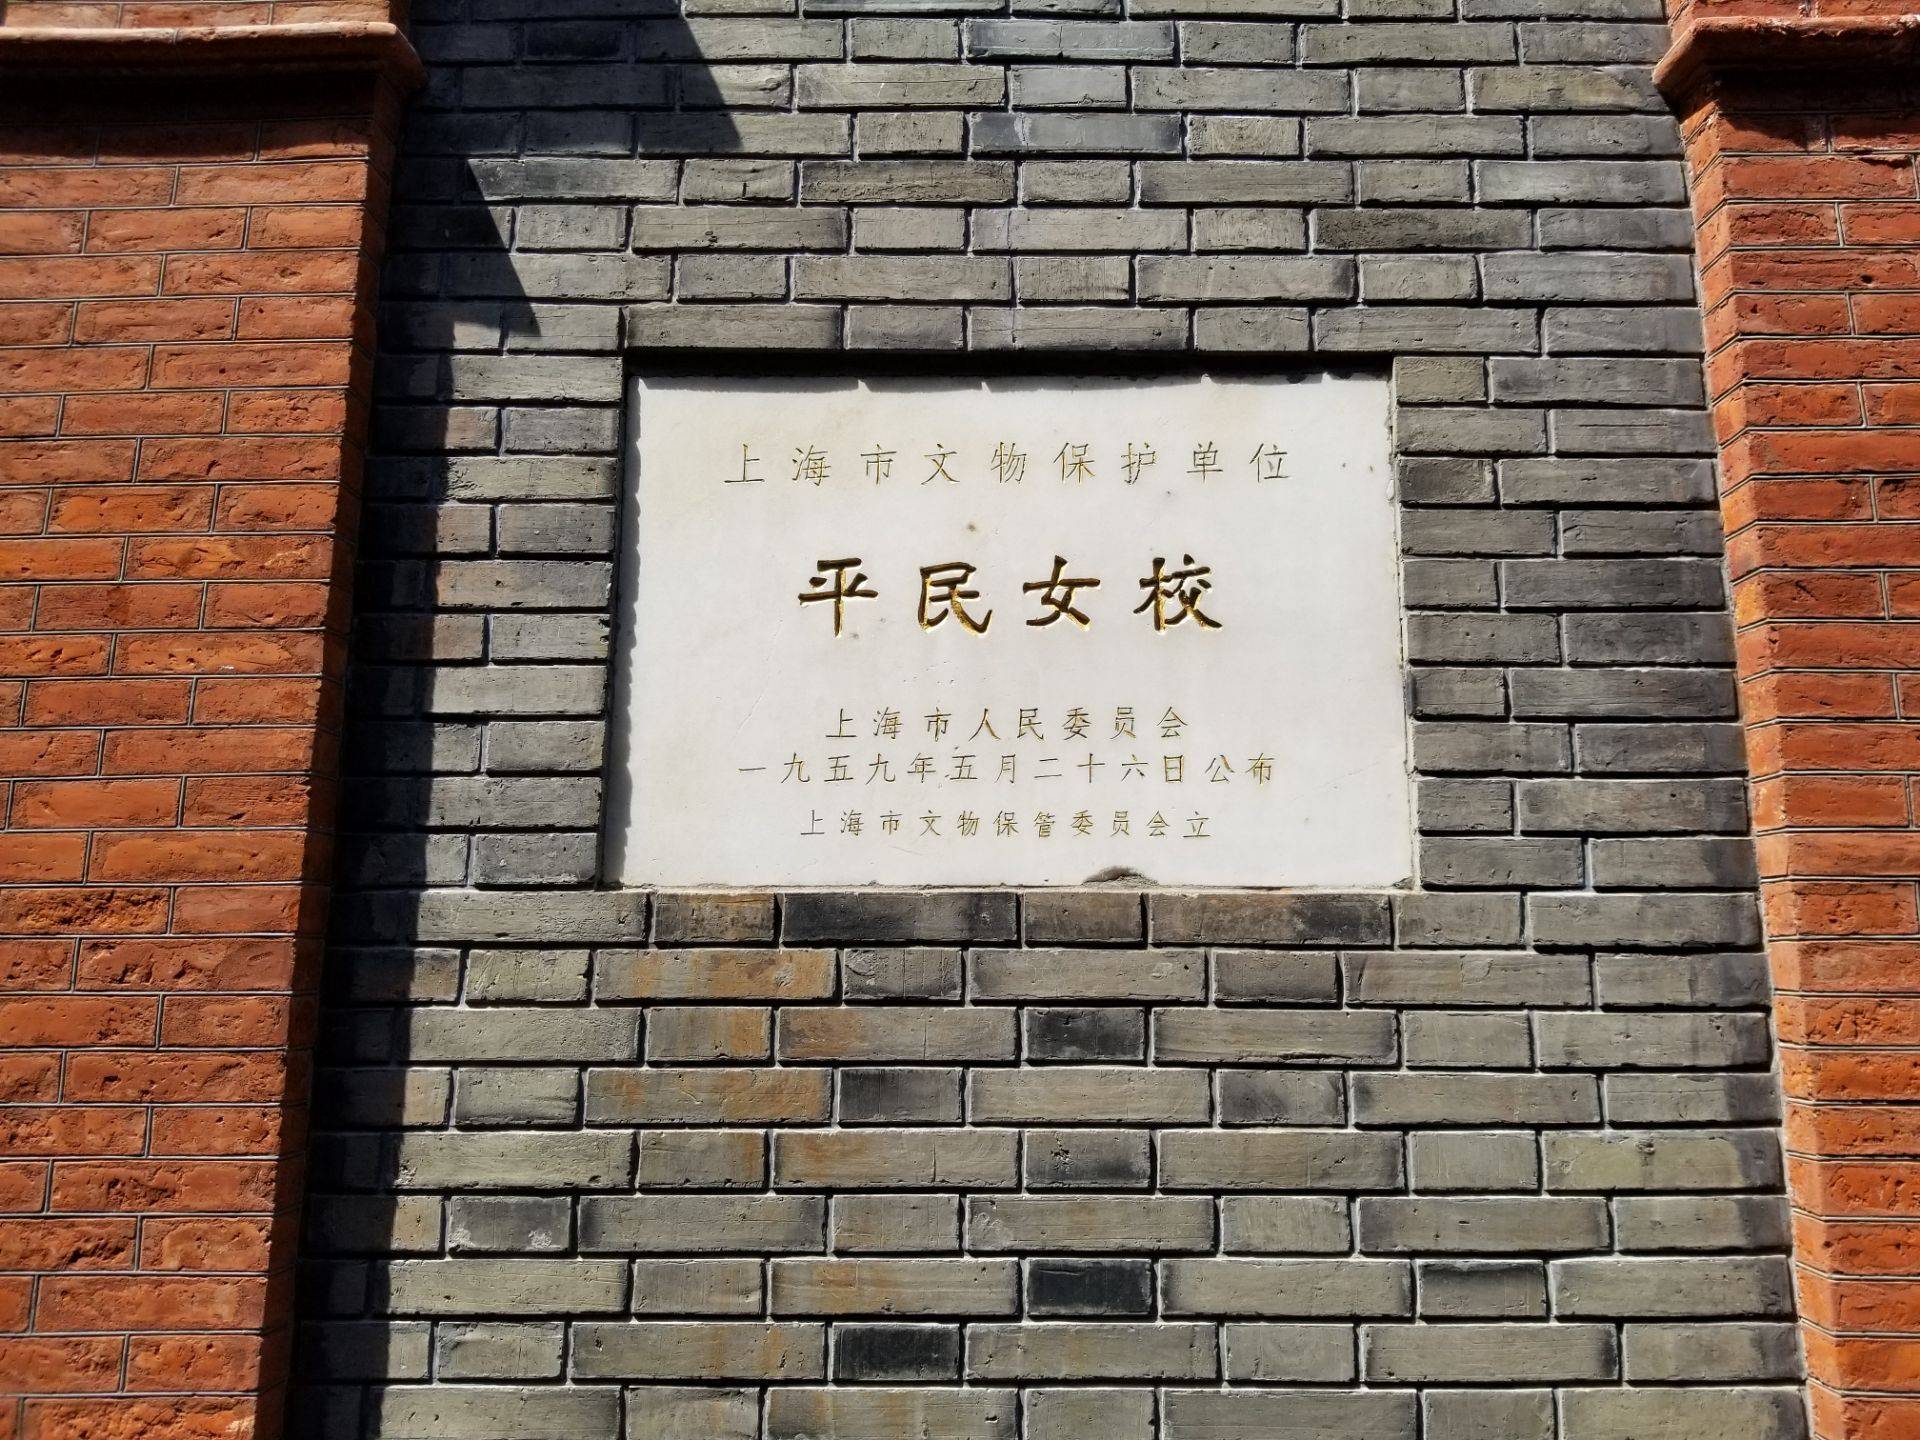 上海市文物保护单位
平民女校
上海市人民委员会
一九五九年五月二十六日公布
上海市文物保管委员会立